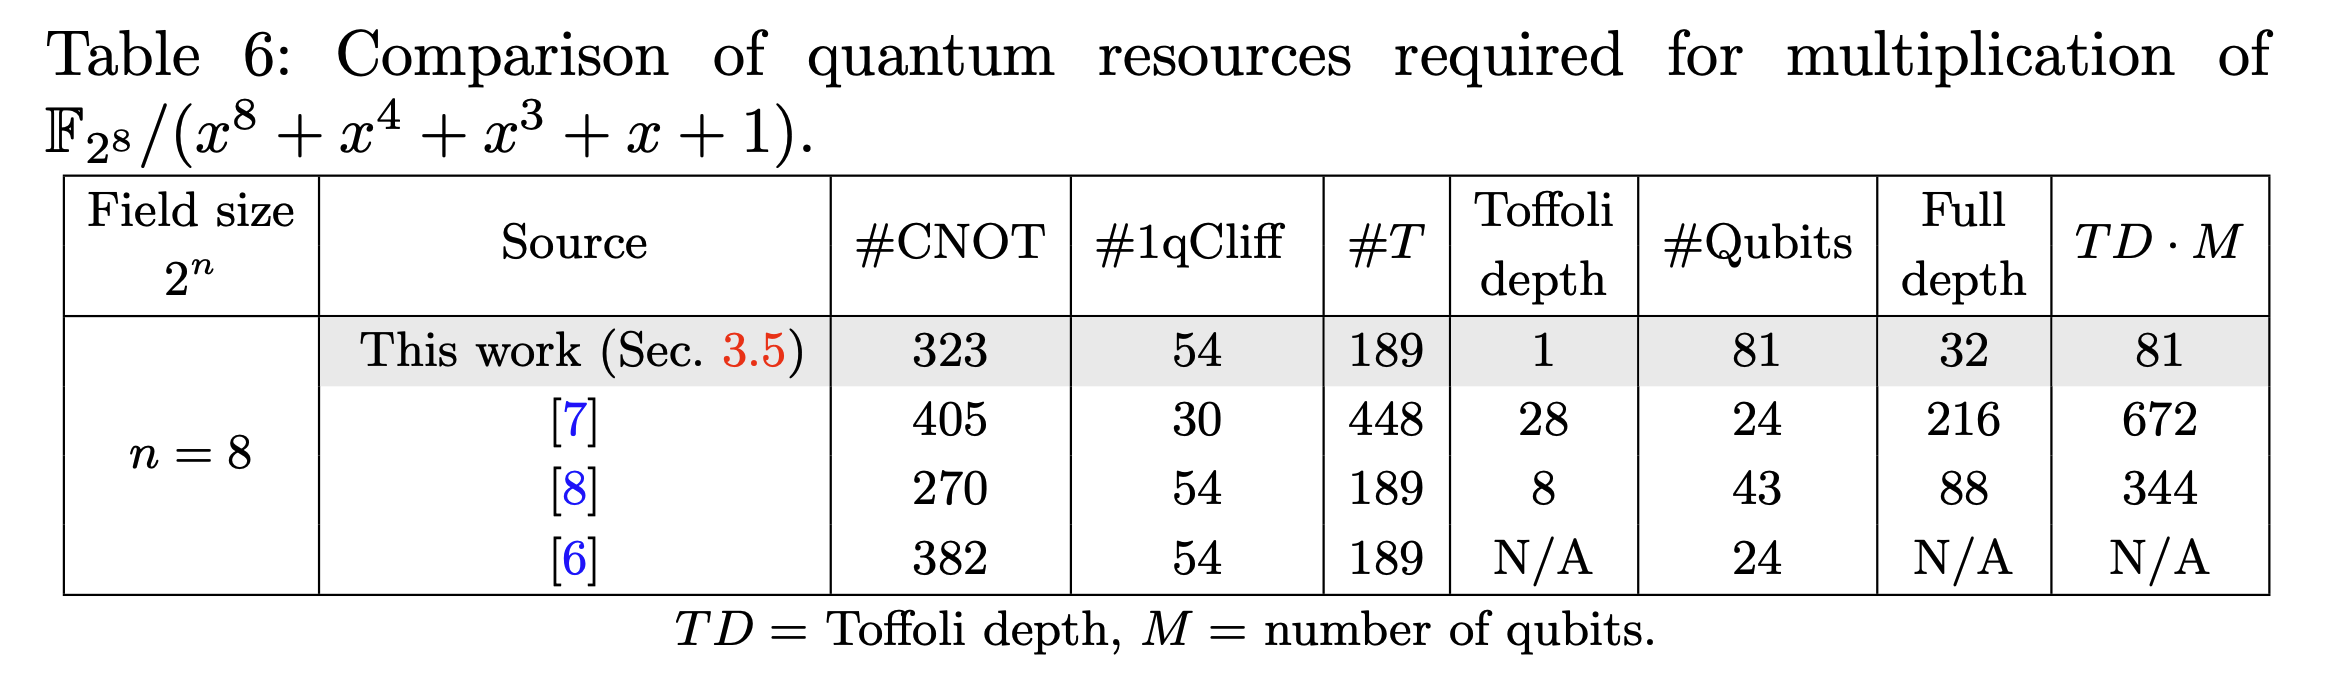 Table 6: Comparison of quantum resources required for multiplication of
𝔽_{2^8}/(x^8 + x^4 + x^3 + x + 1).
Field size 2^n | Source | #CNOT | #1qCliff | #T | Toffoli depth | #Qubits | Full depth | TD · M
n = 8 | This work (Sec. 3.5) | 323 | 54 | 189 | 1 | 81 | 32 | 81
[7] | 405 | 30 | 448 | 28 | 24 | 216 | 672
[8] | 270 | 54 | 189 | 8 | 43 | 88 | 344
[6] | 382 | 54 | 189 | N/A | 24 | N/A | N/A
TD = Toffoli depth, M = number of qubits.